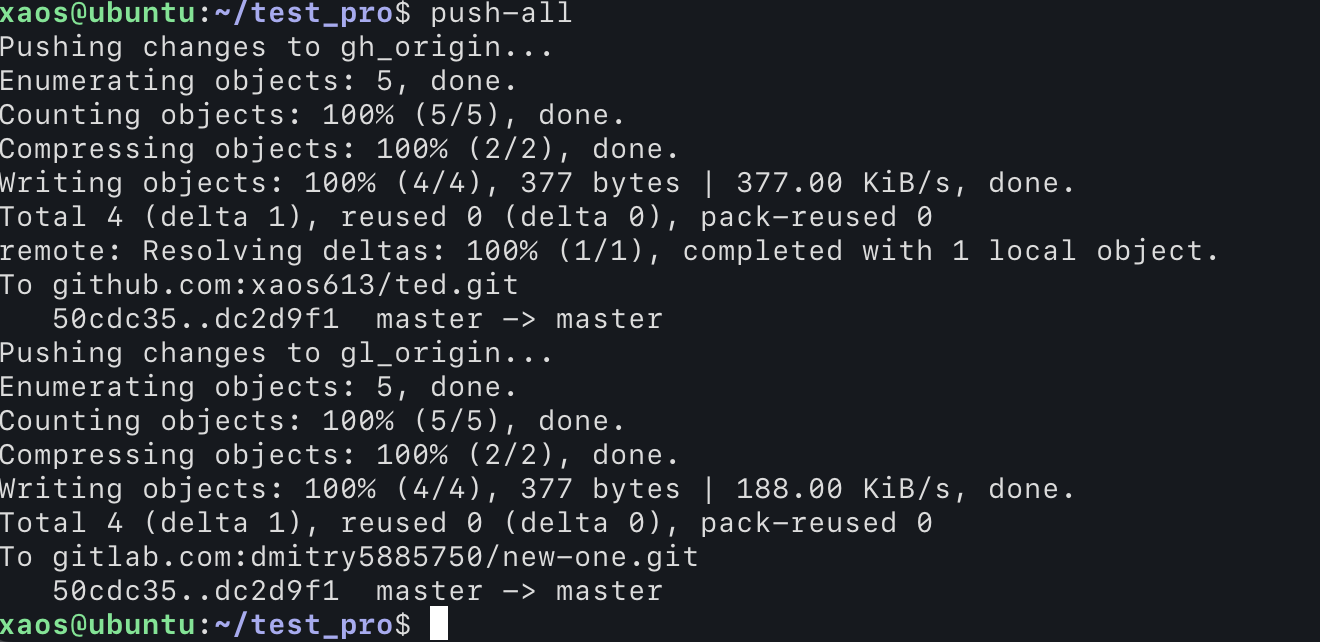 xaos@ubuntu:~/test_pro$ push-all
Pushing changes to gh_origin...
Enumerating objects: 5, done.
Counting objects: 100% (5/5), done.
Compressing objects: 100% (2/2), done.
Writing objects: 100% (4/4), 377 bytes | 377.00 KiB/s, done.
Total 4 (delta 1), reused 0 (delta 0), pack-reused 0
remote: Resolving deltas: 100% (1/1), completed with 1 local object.
To github.com:xaos613/ted.git
   50cdc35..dc2d9f1  master -> master
Pushing changes to gl_origin...
Enumerating objects: 5, done.
Counting objects: 100% (5/5), done.
Compressing objects: 100% (2/2), done.
Writing objects: 100% (4/4), 377 bytes | 188.00 KiB/s, done.
Total 4 (delta 1), reused 0 (delta 0), pack-reused 0
To gitlab.com:dmitry5885750/new-one.git
   50cdc35..dc2d9f1  master -> master
xaos@ubuntu:~/test_pro$